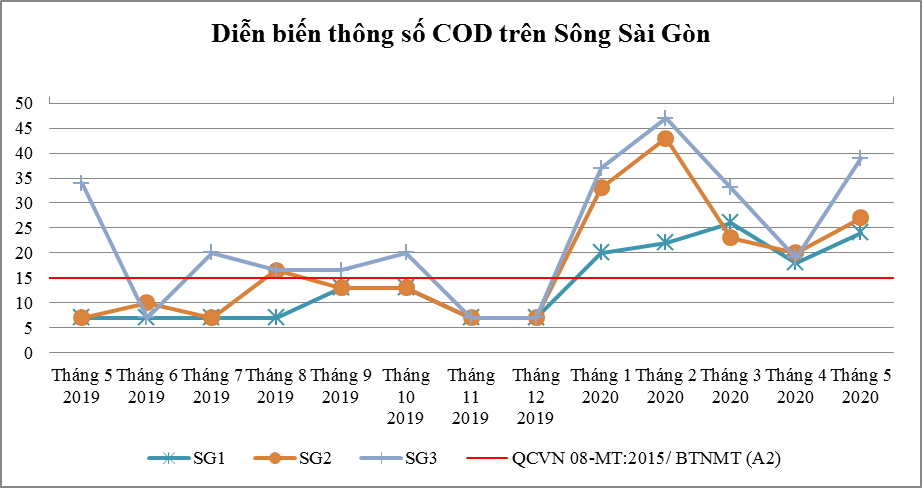 Diễn biến thông số COD trên Sông Sài Gòn
50
45
40
35
30
25
20
15
10
5
0
Tháng 5 Tháng 6 Tháng 7 Tháng 8 Tháng 9 Tháng Tháng Tháng Tháng 1 Tháng 2 Tháng 3 Tháng 4 Tháng 5
2019 2019 2019 2019 2019 10 11 12 2020 2020 2020 2020 2020
2019 2019 2019
SG1 SG2 SG3 QCVN 08-MT:2015/ BTNMT (A2)